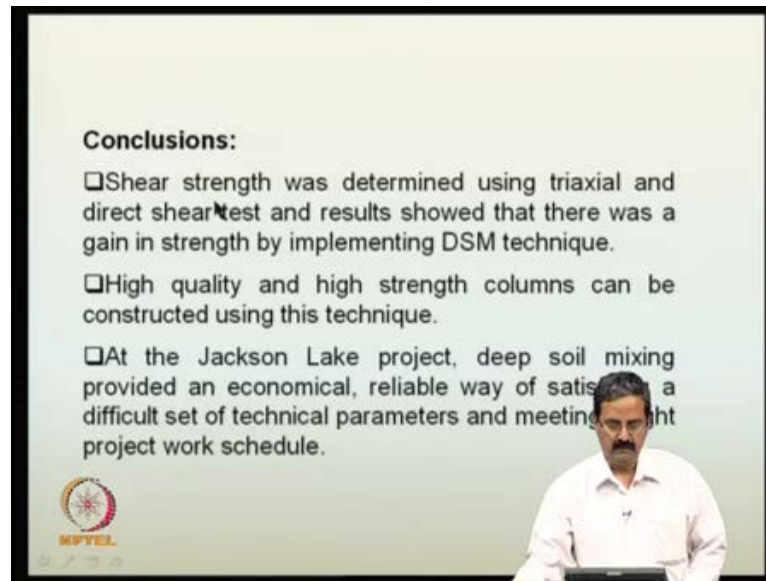 Conclusions:
❑Shear strength was determined using triaxial and
direct shear test and results showed that there was a
gain in strength by implementing DSM technique.
❑High quality and high strength columns can be
constructed using this technique.
❑At the Jackson Lake project, deep soil mixing
provided an economical, reliable way of a
difficult set of technical parameters and meeting
project work schedule.
NPTEL